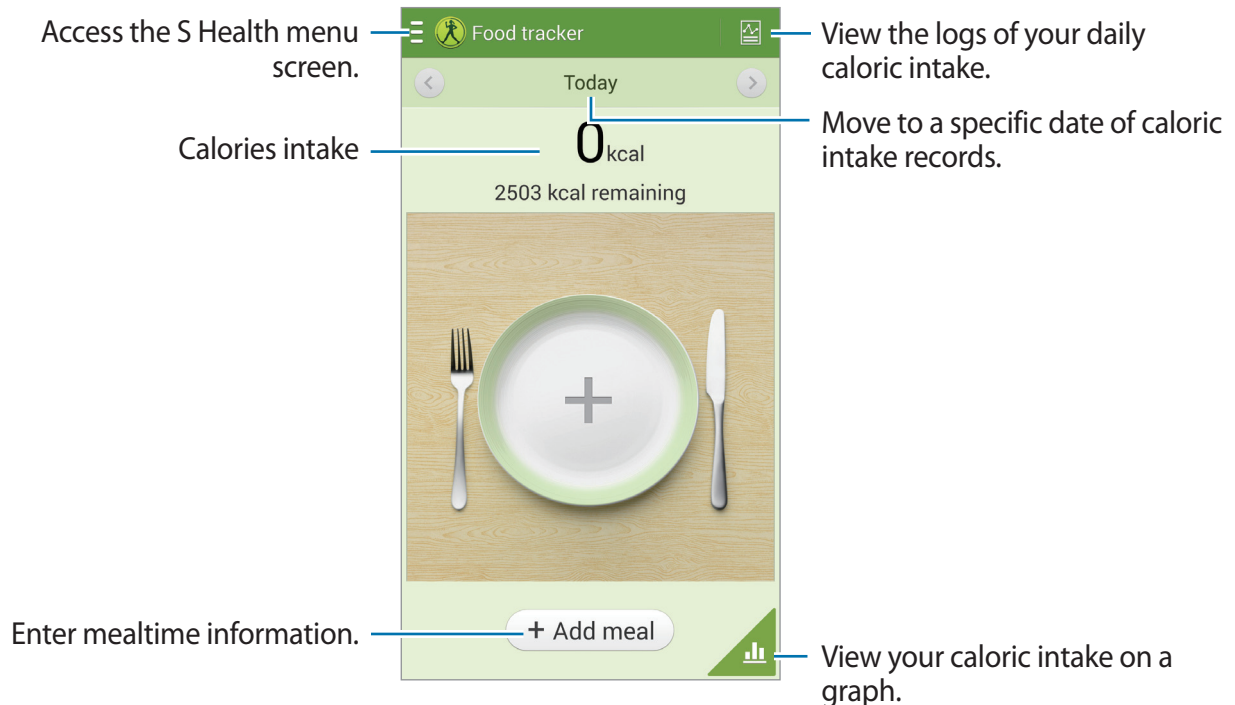 Access the S Health menu
screen.
Food tracker
View the logs of your daily
caloric intake.
Today
Move to a specific date of caloric
intake records.
Calories intake
0 kcal
2503 kcal remaining
Enter mealtime information.
+ Add meal
View your caloric intake on a
graph.